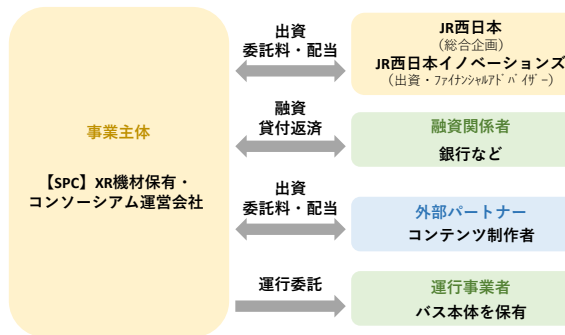 出資
委託料・配当
JR西日本
(総合企画)
JR西日本イノベーションズ
(出資・ﾌｧｲﾅﾝｼｬﾙｱﾄﾞﾊﾞｲｻﾞｰ)
事業主体
【SPC】XR機材保有・
コンソーシアム運営会社
融資
貸付返済
融資関係者
銀行など
出資
委託料・配当
外部パートナー
コンテンツ制作者
運行委託
運行事業者
バス本体を保有